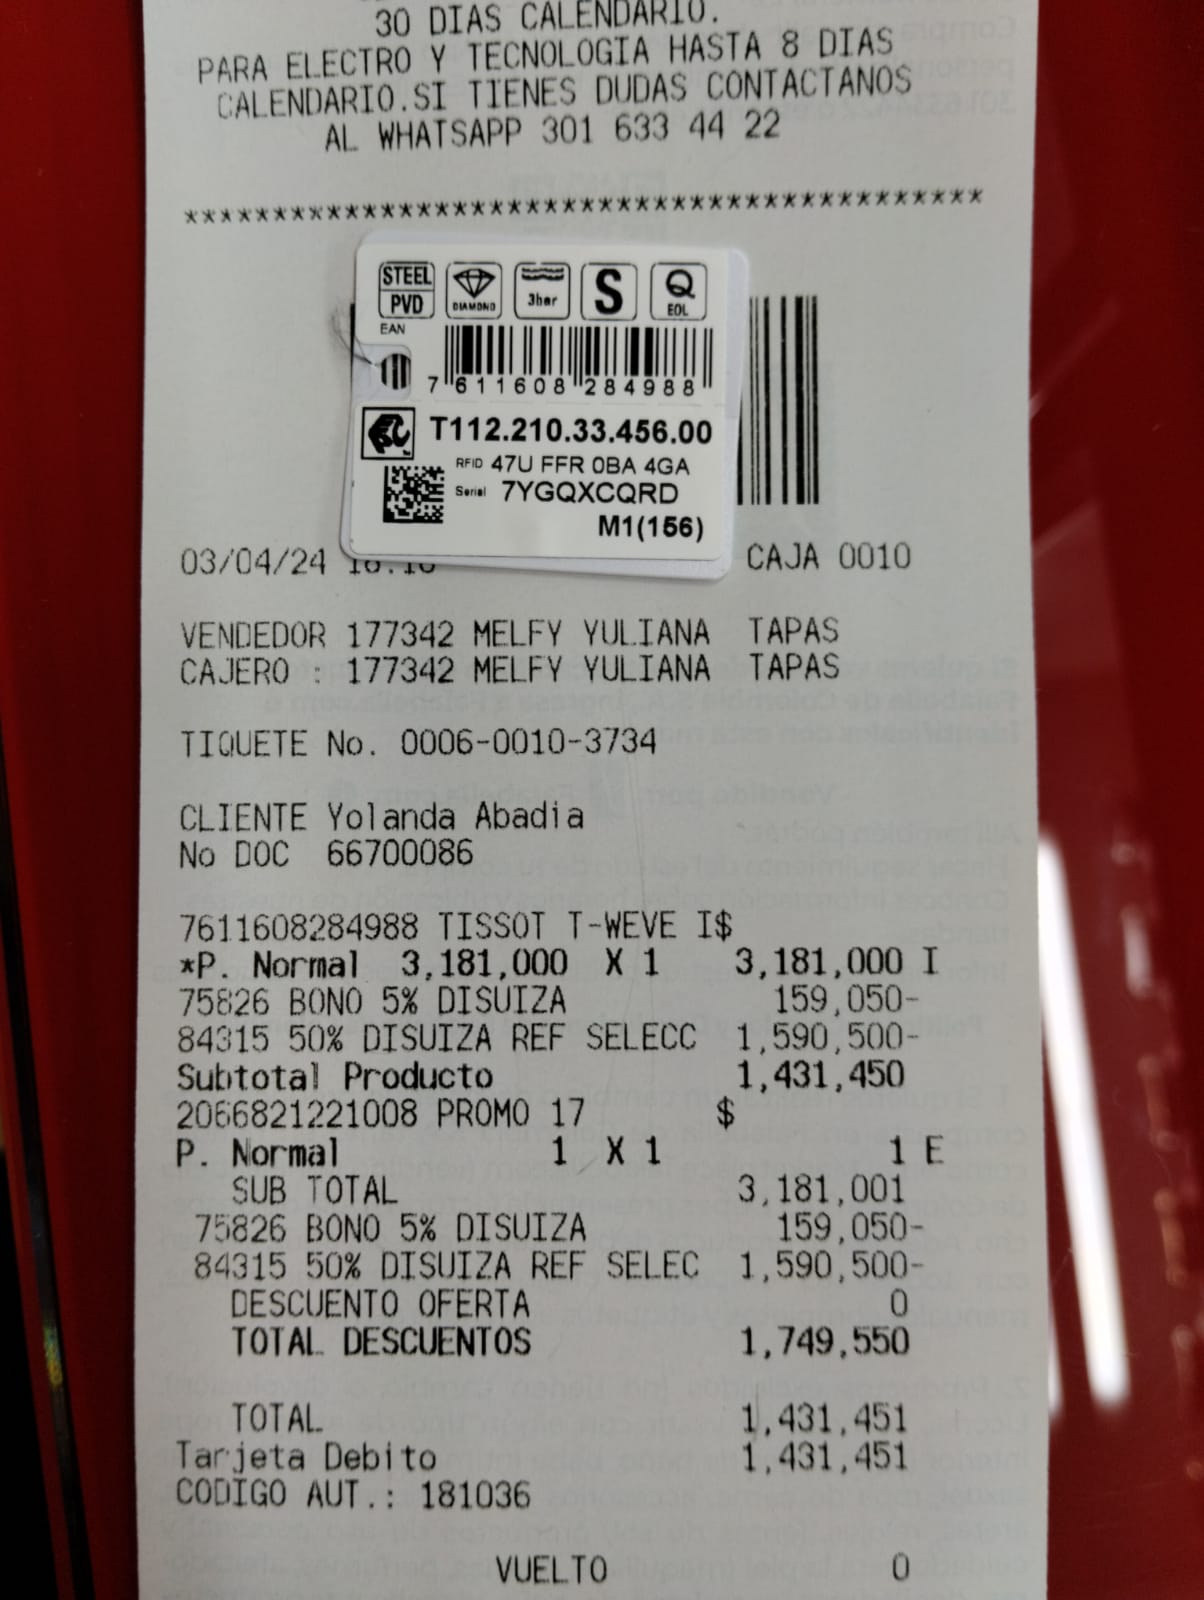 30 DIAS CALENDARIO.
PARA ELECTRO Y TECNOLOGIA HASTA 8 DIAS
CALENDARIO.SI TIENES DUDAS CONTACTANOS
AL WHATSAPP 301 633 44 22
********************************************
STEEL PVD
DIAMOND
3bar
S
Q EOL
EAN
7 611608 284988
T112.210.33.456.00
RFID 47U FFR 0BA 4GA
Serial 7YGQXCQRD
M1(156)
03/04/24 CAJA 0010
VENDEDOR 177342 MELFY YULIANA TAPAS
CAJERO : 177342 MELFY YULIANA TAPAS
TIQUETE No. 0006-0010-3734
CLIENTE Yolanda Abadia
No DOC 66700086
7611608284988 TISSOT T-WEVE I$
*P. Normal 3,181,000 X 1 3,181,000 I
75826 BONO 5% DISUIZA 159,050-
84315 50% DISUIZA REF SELECC 1,590,500-
Subtotal Producto 1,431,450
2066821221008 PROMO 17 $
P. Normal 1 X 1 1 E
SUB TOTAL 3,181,001
75826 BONO 5% DISUIZA 159,050-
84315 50% DISUIZA REF SELEC 1,590,500-
DESCUENTO OFERTA 0
TOTAL DESCUENTOS 1,749,550
TOTAL 1,431,451
Tarjeta Debito 1,431,451
CODIGO AUT.: 181036
VUELTO 0